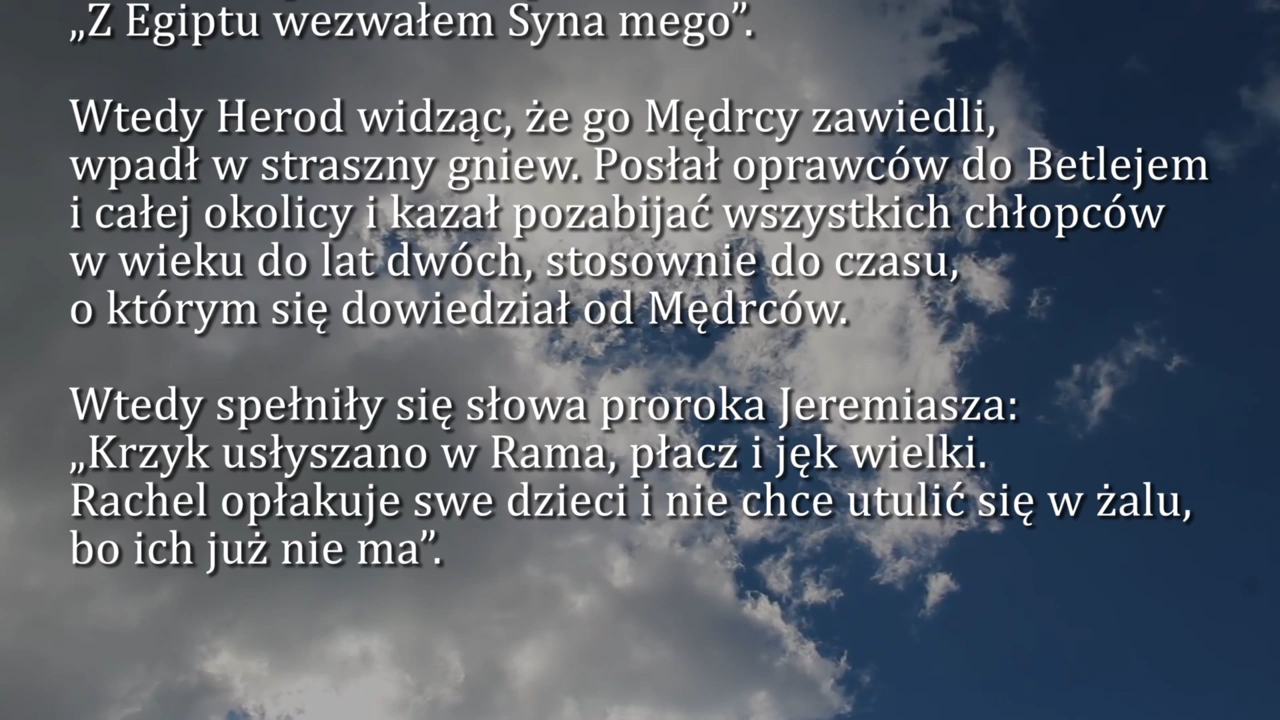 „Z Egiptu wezwałem Syna mego”.
Wtedy Herod widząc, że go Mędrcy zawiedli,
wpadł w straszny gniew. Posłał oprawców do Betlejem
i całej okolicy i kazał pozabijać wszystkich chłopców
w wieku do lat dwóch, stosownie do czasu,
o którym się dowiedział od Mędrców.
Wtedy spełniły się słowa proroka Jeremiasza:
„Krzyk usłyszano w Rama, płacz i jęk wielki.
Rachel opłakuje swe dzieci i nie chce utulić się w żalu,
bo ich już nie ma”.